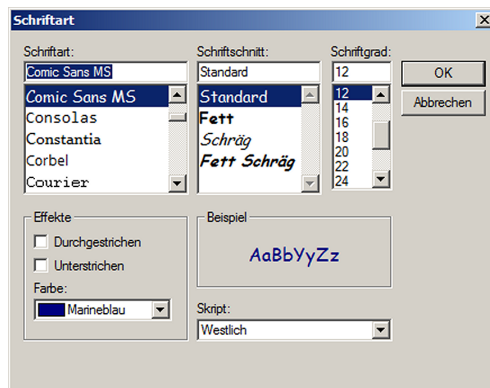 Schriftart
Schriftart:
Comic Sans MS
Comic Sans MS
Consolas
Constantia
Corbel
Courier
Schriftschnitt:
Standard
Standard
Fett
Schräg
Fett Schräg
Schriftgrad:
12
12
14
16
18
20
22
24
OK
Abbrechen
Effekte
Durchgestrichen
Unterstrichen
Farbe:
Marineblau
Beispiel
AaBbYyZz
Skript:
Westlich